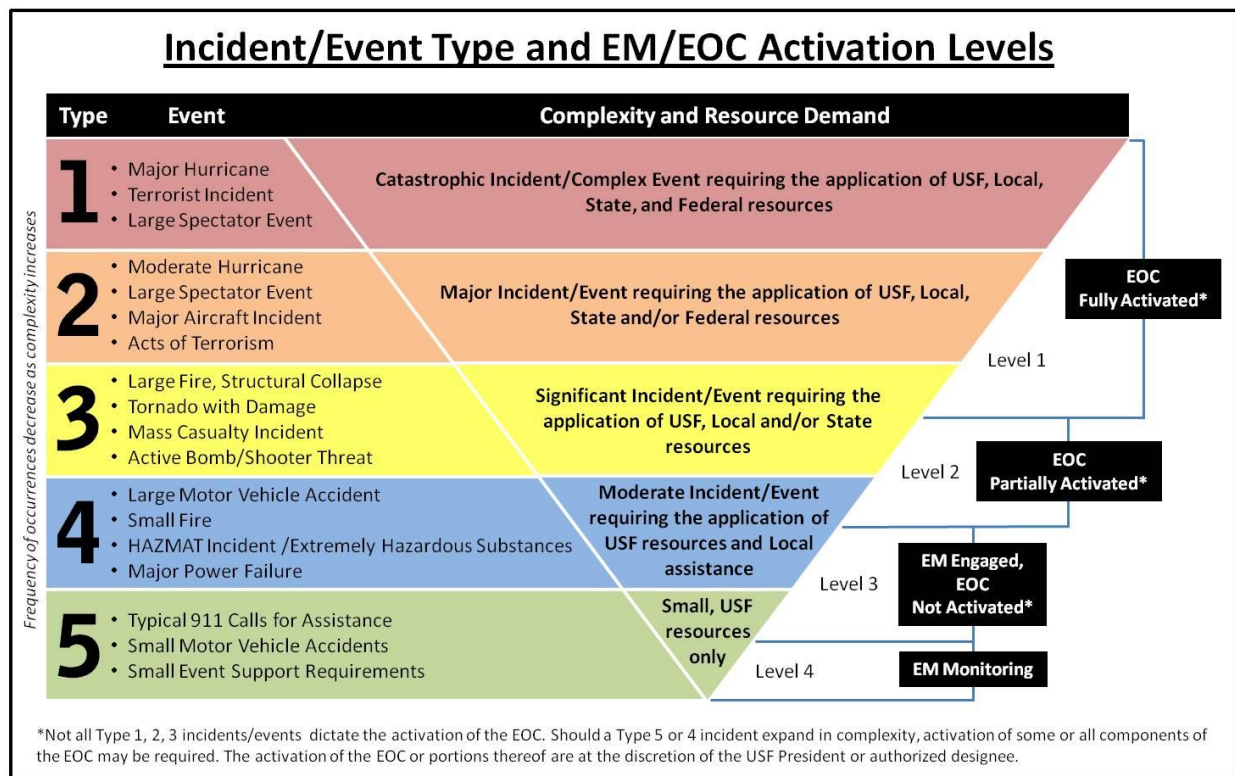 Incident/Event Type and EM/EOC Activation Levels
Type Event Complexity and Resource Demand
Frequency of occurrences decrease as complexity increases
1
• Major Hurricane
• Terrorist Incident
• Large Spectator Event
Catastrophic Incident/Complex Event requiring the application of USF, Local,
State, and Federal resources
2
• Moderate Hurricane
• Large Spectator Event
• Major Aircraft Incident
• Acts of Terrorism
Major Incident/Event requiring the application of USF, Local,
State and/or Federal resources
EOC
Fully Activated*
Level 1
3
• Large Fire, Structural Collapse
• Tornado with Damage
• Mass Casualty Incident
• Active Bomb/Shooter Threat
Significant Incident/Event requiring the
application of USF, Local and/or State
resources
Level 2
EOC
Partially Activated*
4
• Large Motor Vehicle Accident
• Small Fire
• HAZMAT Incident /Extremely Hazardous Substances
• Major Power Failure
Moderate Incident/Event
requiring the application of
USF resources and Local
assistance
Level 3
EM Engaged,
EOC
Not Activated*
5
• Typical 911 Calls for Assistance
• Small Motor Vehicle Accidents
• Small Event Support Requirements
Small, USF
resources
only
Level 4
EM Monitoring
*Not all Type 1, 2, 3 incidents/events dictate the activation of the EOC. Should a Type 5 or 4 incident expand in complexity, activation of some or all components of
the EOC may be required. The activation of the EOC or portions thereof are at the discretion of the USF President or authorized designee.